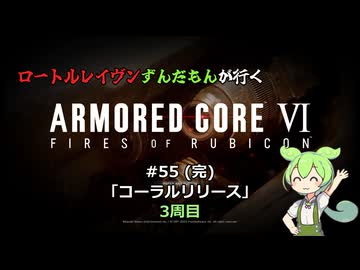 ロートルレイヴンずんだもんが行く
ARMORED CORE VI
FIRES OF RUBICON
#55 (完)
「コーラルリリース」
3周目